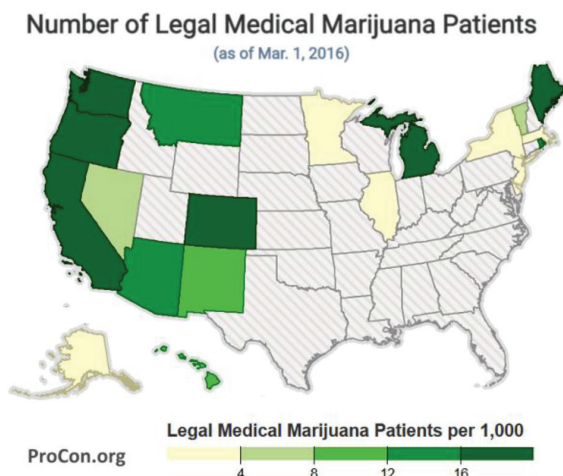 Number of Legal Medical Marijuana Patients
(as of Mar. 1, 2016)
Legal Medical Marijuana Patients per 1,000
ProCon.org
4 8 12 16